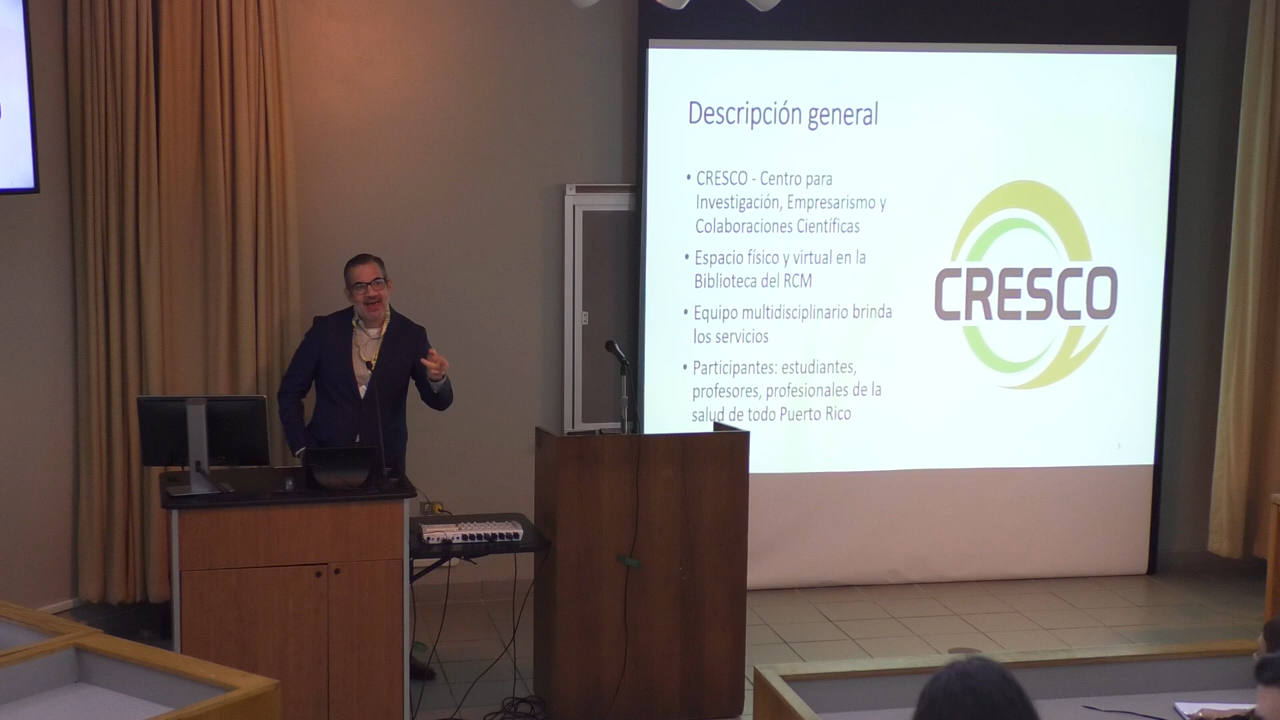 Descripción general
• CRESCO - Centro para
Investigación, Empresarismo y
Colaboraciones Científicas
• Espacio físico y virtual en la
Biblioteca del RCM
• Equipo multidisciplinario brinda
los servicios
• Participantes: estudiantes,
profesores, profesionales de la
salud de todo Puerto Rico
CRESCO